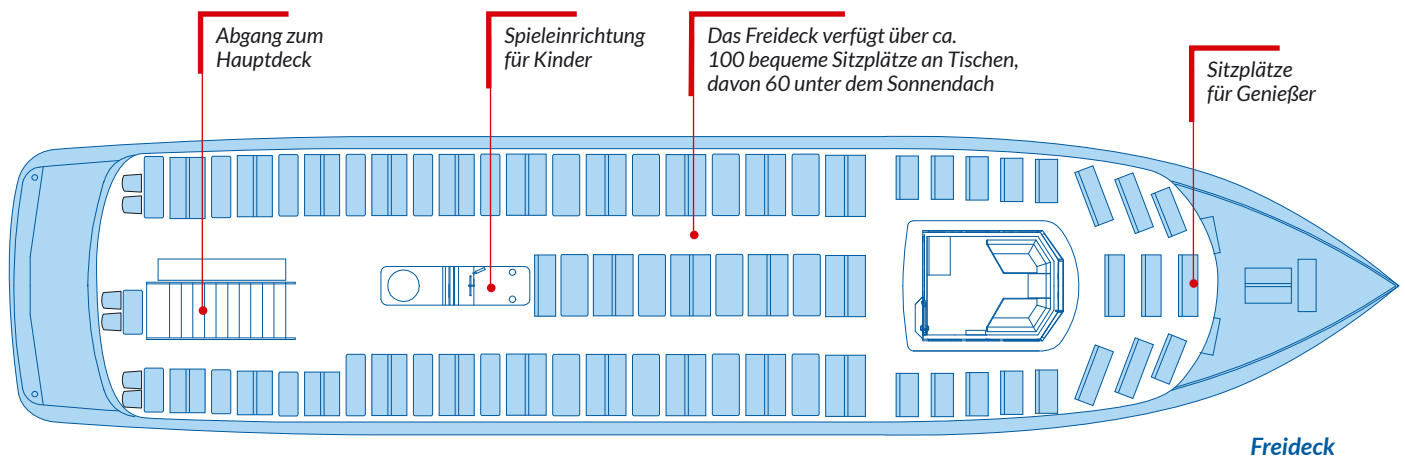 Abgang zum
Hauptdeck
Spieleinrichtung
für Kinder
Das Freideck verfügt über ca.
100 bequeme Sitzplätze an Tischen,
davon 60 unter dem Sonnendach
Sitzplätze
für Genießer
Freideck